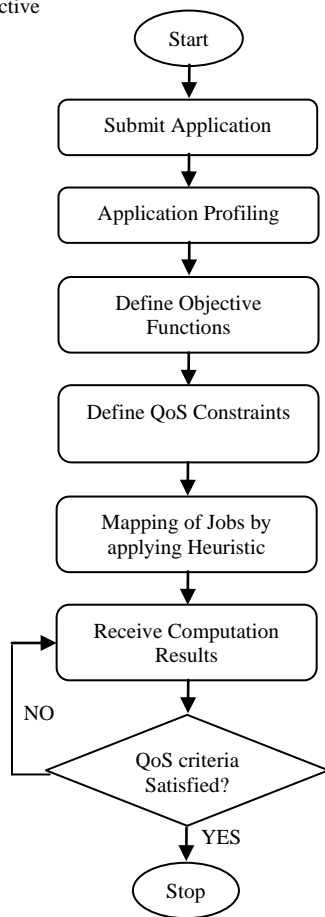 ctive
Start
Submit Application
Application Profiling
Define Objective
Functions
Define QoS Constraints
Mapping of Jobs by
applying Heuristic
Receive Computation
Results
NO
QoS criteria
Satisfied?
YES
Stop